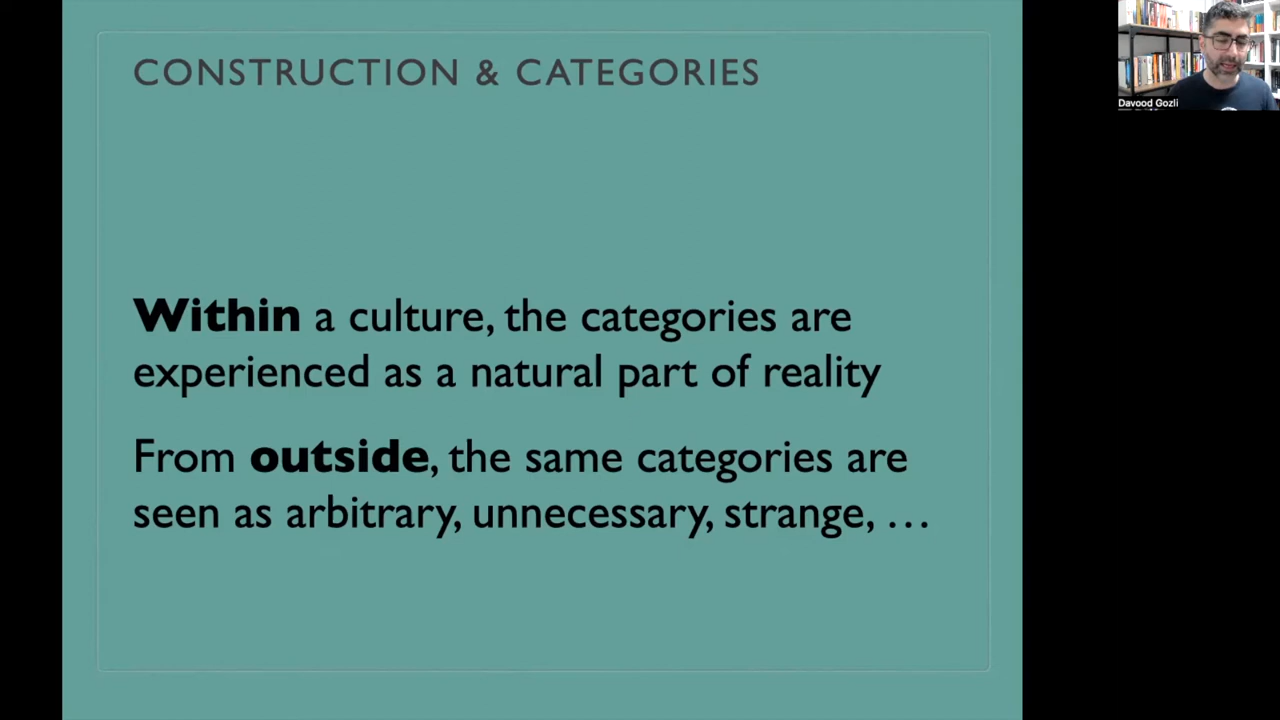 CONSTRUCTION & CATEGORIES
Within a culture, the categories are
experienced as a natural part of reality
From outside, the same categories are
seen as arbitrary, unnecessary, strange, …
Davood Gozli